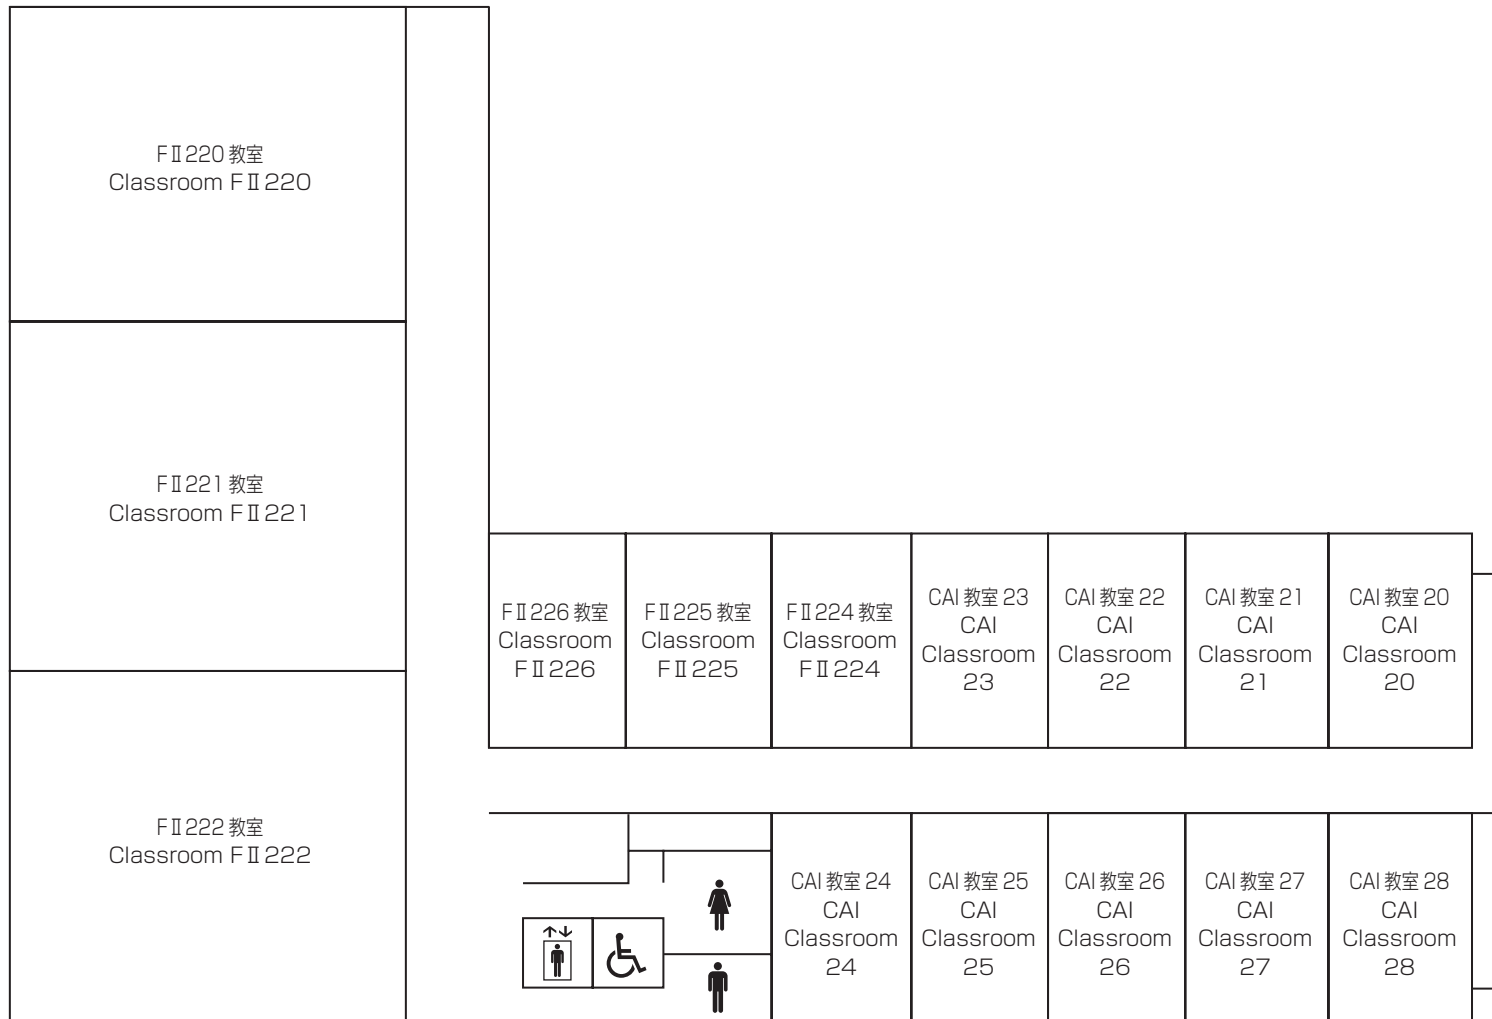 FⅡ220 教室
Classroom FⅡ220
FⅡ221 教室
Classroom FⅡ221
FⅡ222 教室
Classroom FⅡ222
FⅡ226 教室
Classroom
FⅡ226
FⅡ225 教室
Classroom
FⅡ225
FⅡ224 教室
Classroom
FⅡ224
CAI 教室 23
CAI
Classroom
23
CAI 教室 22
CAI
Classroom
22
CAI 教室 21
CAI
Classroom
21
CAI 教室 20
CAI
Classroom
20
CAI 教室 24
CAI
Classroom
24
CAI 教室 25
CAI
Classroom
25
CAI 教室 26
CAI
Classroom
26
CAI 教室 27
CAI
Classroom
27
CAI 教室 28
CAI
Classroom
28